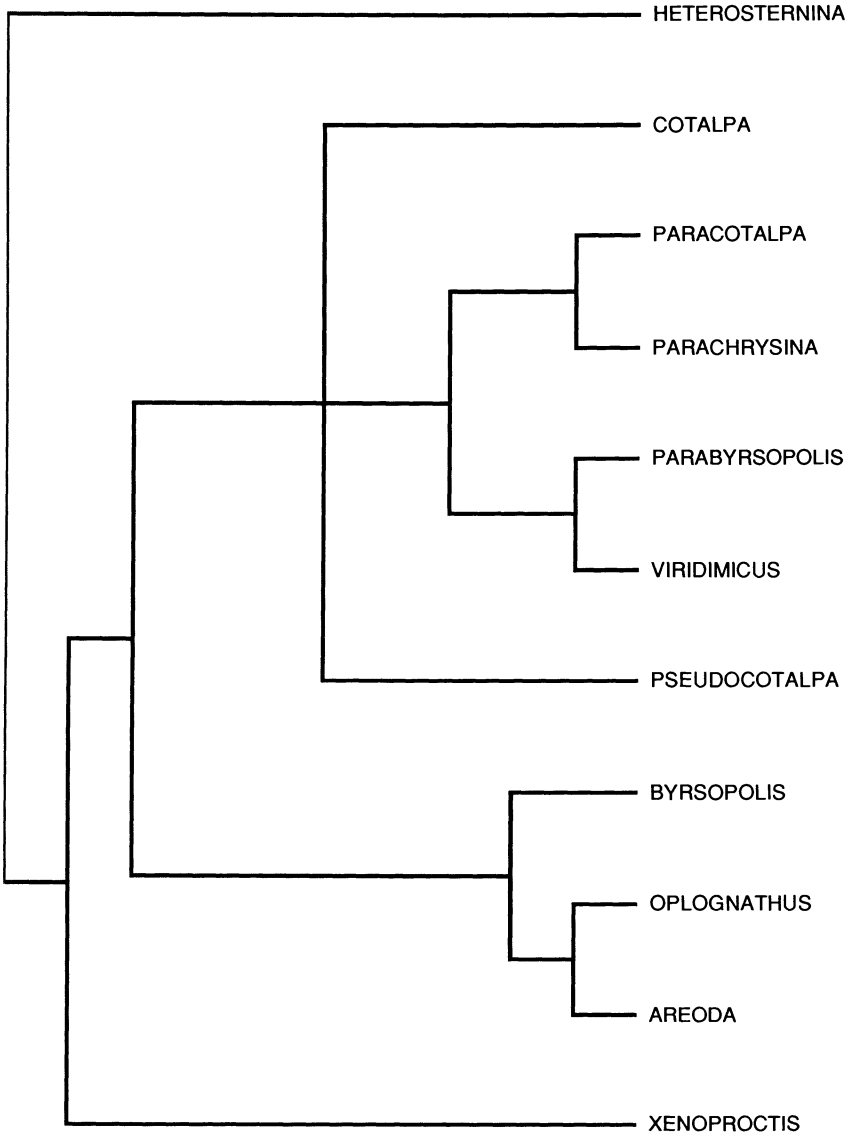 HETEROSTERNINA
COTALPA
PARACOTALPA
PARACHRYSINA
PARABYRSOPOLIS
VIRIDIMICUS
PSEUDOCOTALPA
BYRSOPOLIS
OPLOGNATHUS
AREODA
XENOPROCTIS